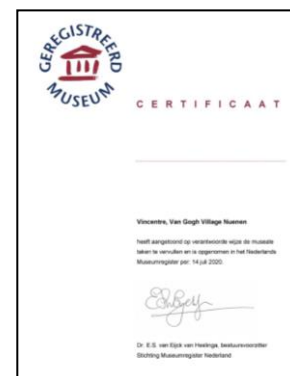 GEREGISTREERD
MUSEUM
CERTIFICAAT
Vincentre, Van Gogh Village Nuenen
heeft aangetoond op verantwoorde wijze de museale
taken te vervullen en is opgenomen in het Nederlands
Museumregister per: 14 juli 2020.
Dr. E.S. van Eijck van Heslinga, bestuursvoorzitter
Stichting Museumregister Nederland